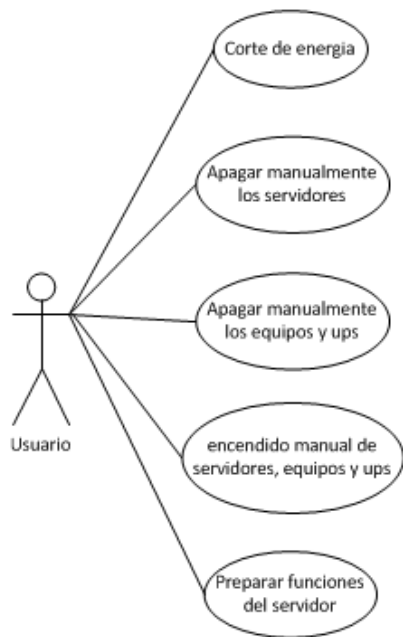 Corte de energia
Apagar manualmente
los servidores
Apagar manualmente
los equipos y ups
Usuario
encendido manual de
servidores, equipos y ups
Preparar funciones
del servidor